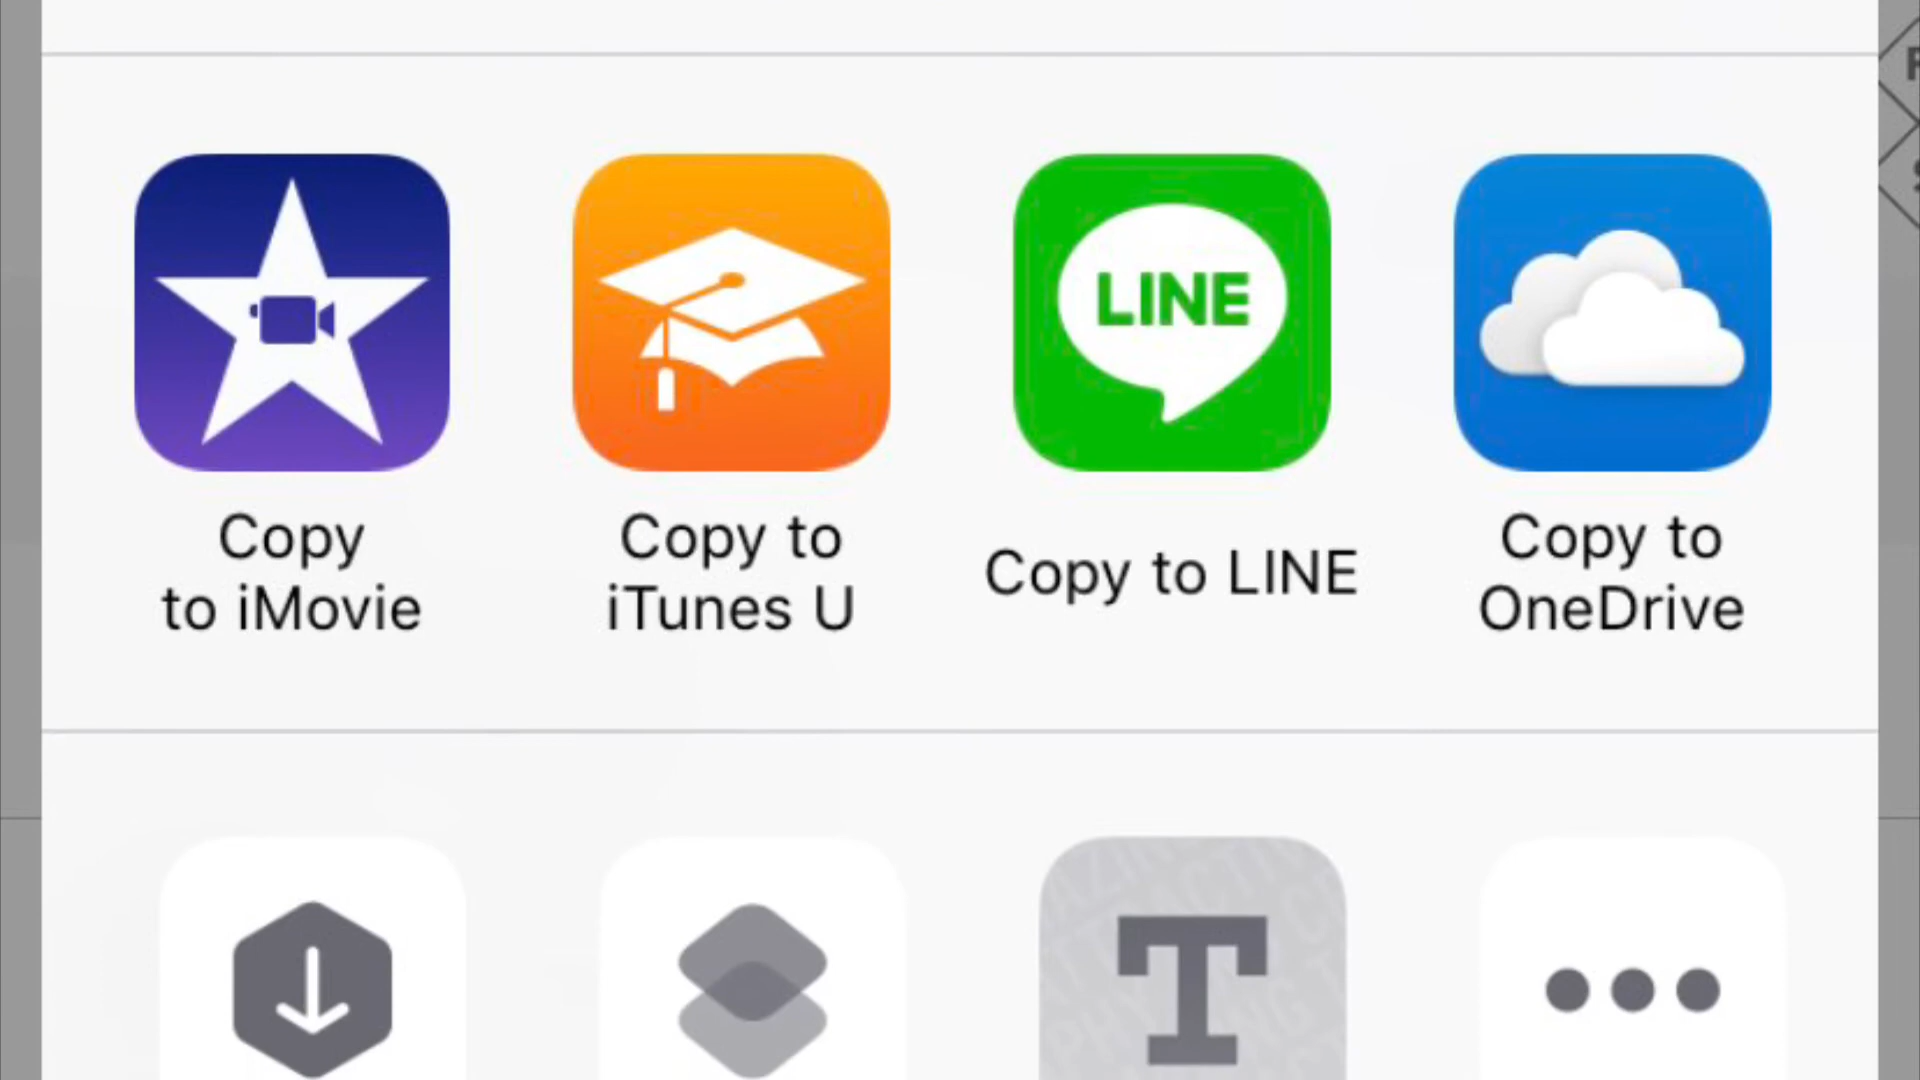 LINE
Copy
to iMovie
Copy to
iTunes U
Copy to LINE
Copy to
OneDrive
T